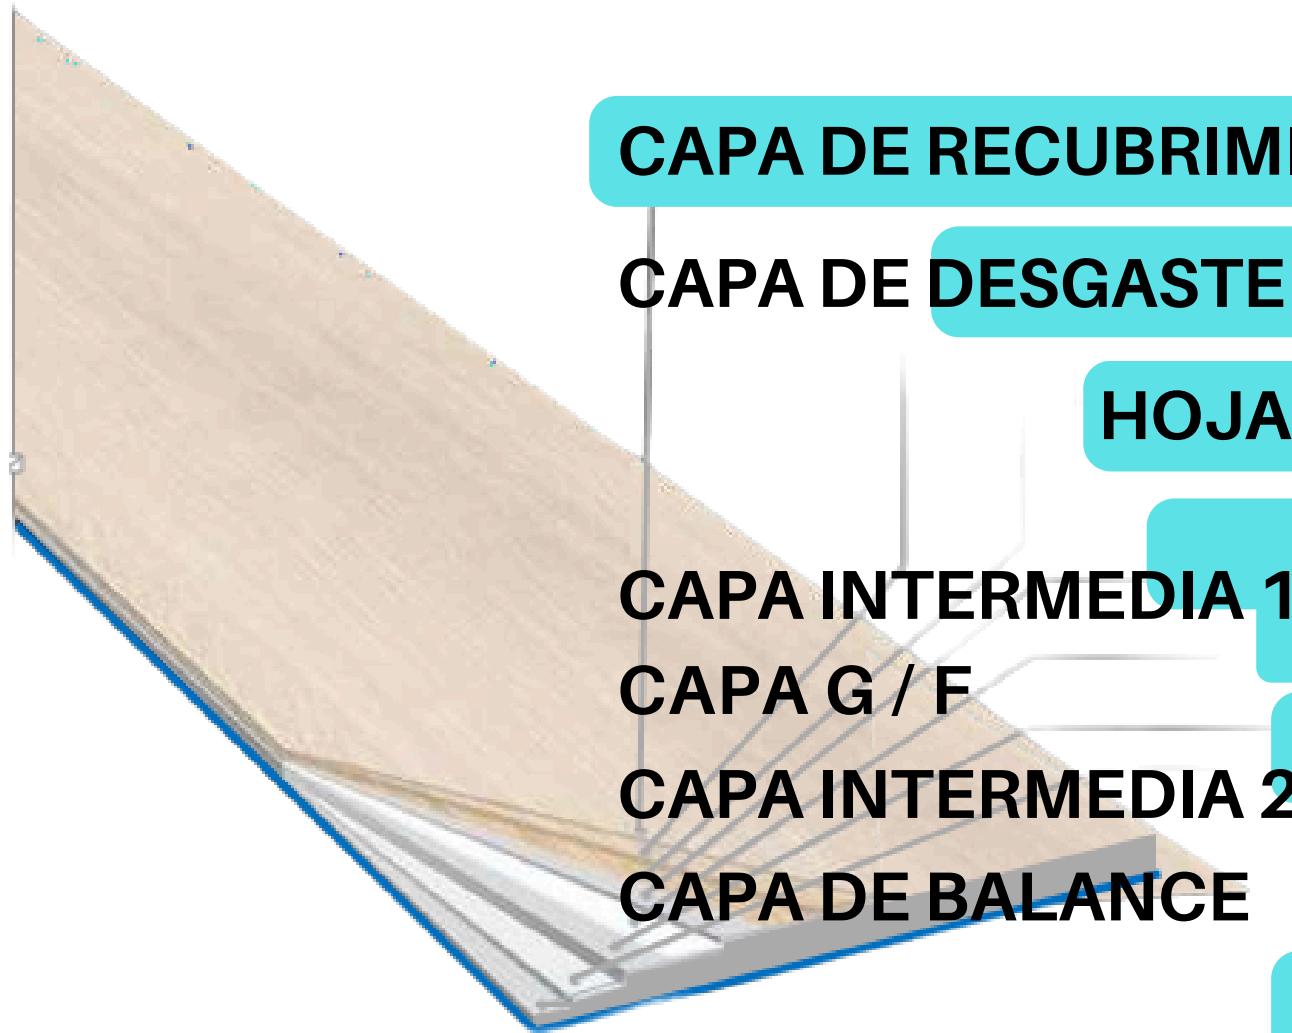 CAPA DE RECUBRIMI
CAPA DE DESGASTE
HOJA
CAPA INTERMEDIA 1
CAPA G / F
CAPA INTERMEDIA 2
CAPA DE BALANCE